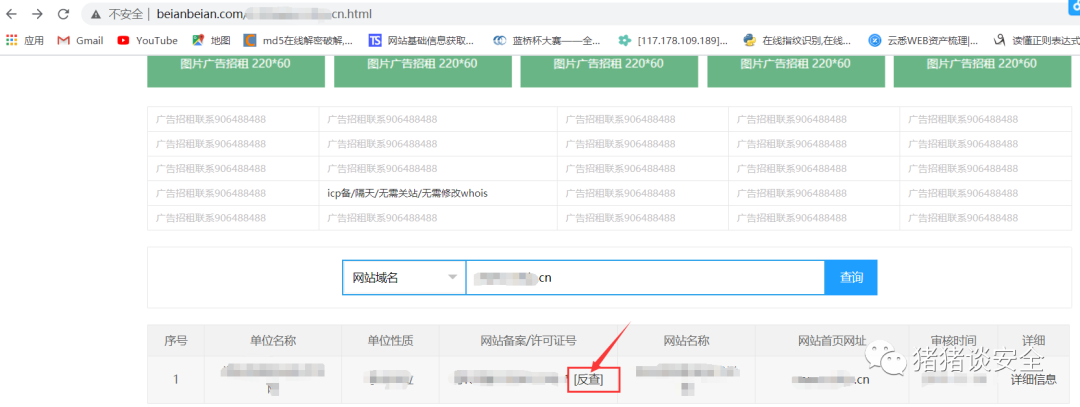 不安全 | beianbeian.com/ cn.html
应用 Gmail YouTube 地图 md5在线解密破解,... 网站基础信息获取... 蓝桥杯大赛——全... [117.178.109.189]... 在线指纹识别,在线... 云悉WEB资产梳理|... 读懂正则表达式
图片广告招租 220*60 图片广告招租 220*60 图片广告招租 220*60 图片广告招租 220*60 图片广告招租 220*60
广告招租联系906488488 广告招租联系906488488 广告招租联系906488488 广告招租联系906488488 广告招租联系906488488
广告招租联系906488488 广告招租联系906488488 广告招租联系906488488 广告招租联系906488488 广告招租联系906488488
广告招租联系906488488 广告招租联系906488488 广告招租联系906488488 广告招租联系906488488 广告招租联系906488488
广告招租联系906488488 icp备/隔天/无需关站/无需修改whois 广告招租联系906488488 广告招租联系906488488 广告招租联系906488488
广告招租联系906488488 广告招租联系906488488 广告招租联系906488488 广告招租联系906488488 广告招租联系906488488
网站域名 .cn 查询
序号 单位名称 单位性质 网站备案/许可证号 网站名称 网站首页网址 审核时间 详细
猪猪谈安全
1 [反查] .cn 详细信息